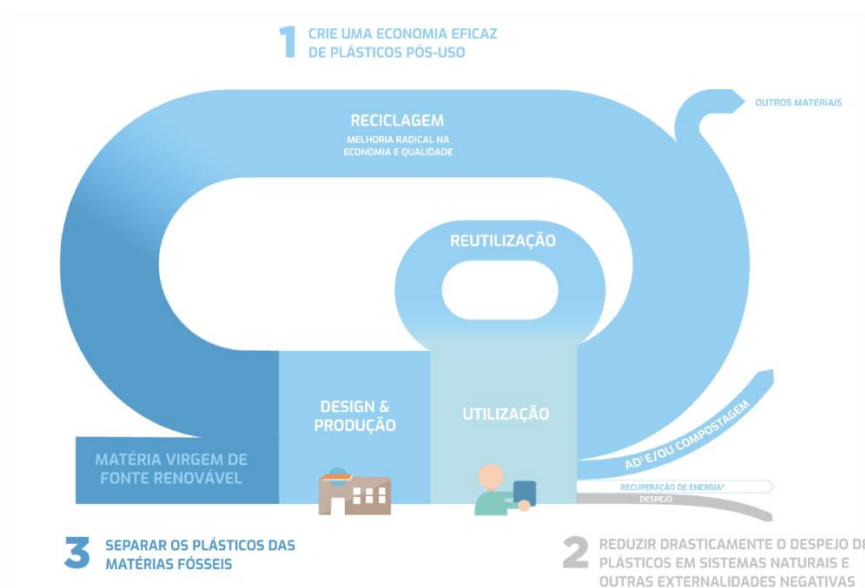 1 CRIE UMA ECONOMIA EFICAZ
DE PLÁSTICOS PÓS-USO
RECICLAGEM
MELHORIA RADICAL NA
ECONOMIA E QUALIDADE
OUTROS MATERIAIS
REUTILIZAÇÃO
DESIGN &
PRODUÇÃO
UTILIZAÇÃO
MATÉRIA VIRGEM DE
FONTE RENOVÁVEL
AD¹ E/OU COMPOSTAGEM
RECUPERAÇÃO DE ENERGIA²
DESPEJO
3 SEPARAR OS PLÁSTICOS DAS
MATÉRIAS FÓSSEIS
2 REDUZIR DRASTICAMENTE O DESPEJO DE
PLÁSTICOS EM SISTEMAS NATURAIS E
OUTRAS EXTERNALIDADES NEGATIVAS